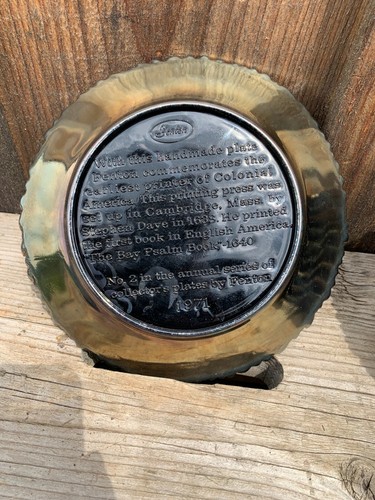 Fenton
With this handmade plate
Fenton commemorates the
earliest Printer of Colonial
America. This printing press was
set up in Cambridge, Mass. by
Stephen Daye in 1638. He printed
the first book in English America,
The Bay Psalm Book-1640
No. 2 in the annual series of
collector's plates by Fenton
1971